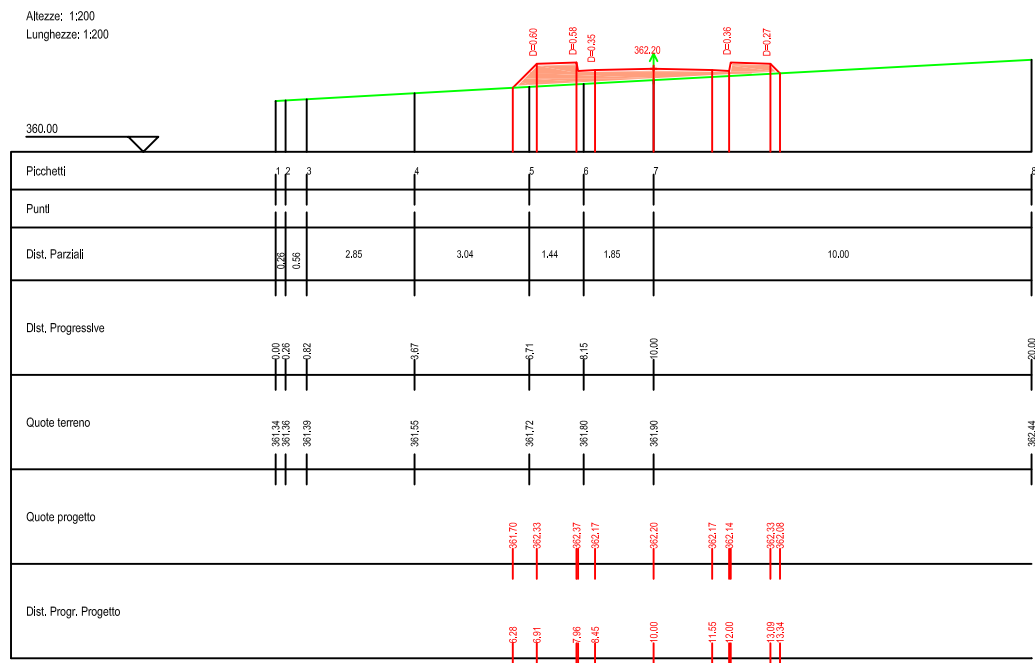 Altezze: 1:200
Lunghezze: 1:200
D=0.60
D=0.58
D=0.35
362.20
D=0.36
D=0.27
360.00
Picchetti 1 2 3 4 5 6 7 8
Punti
Dist. Parziali 0.26 0.56 2.85 3.04 1.44 1.85 10.00
Dist. Progressive 0.00 0.26 0.82 3.67 6.71 8.15 10.00 20.00
Quote terreno 361.34 361.36 361.39 361.55 361.72 361.80 361.90 362.44
Quote progetto 361.70 362.33 362.37 362.17 362.20 362.17 362.14 362.33 362.08
Dist. Progr. Progetto 6.28 6.91 7.96 8.45 10.00 11.55 12.00 13.09 13.34